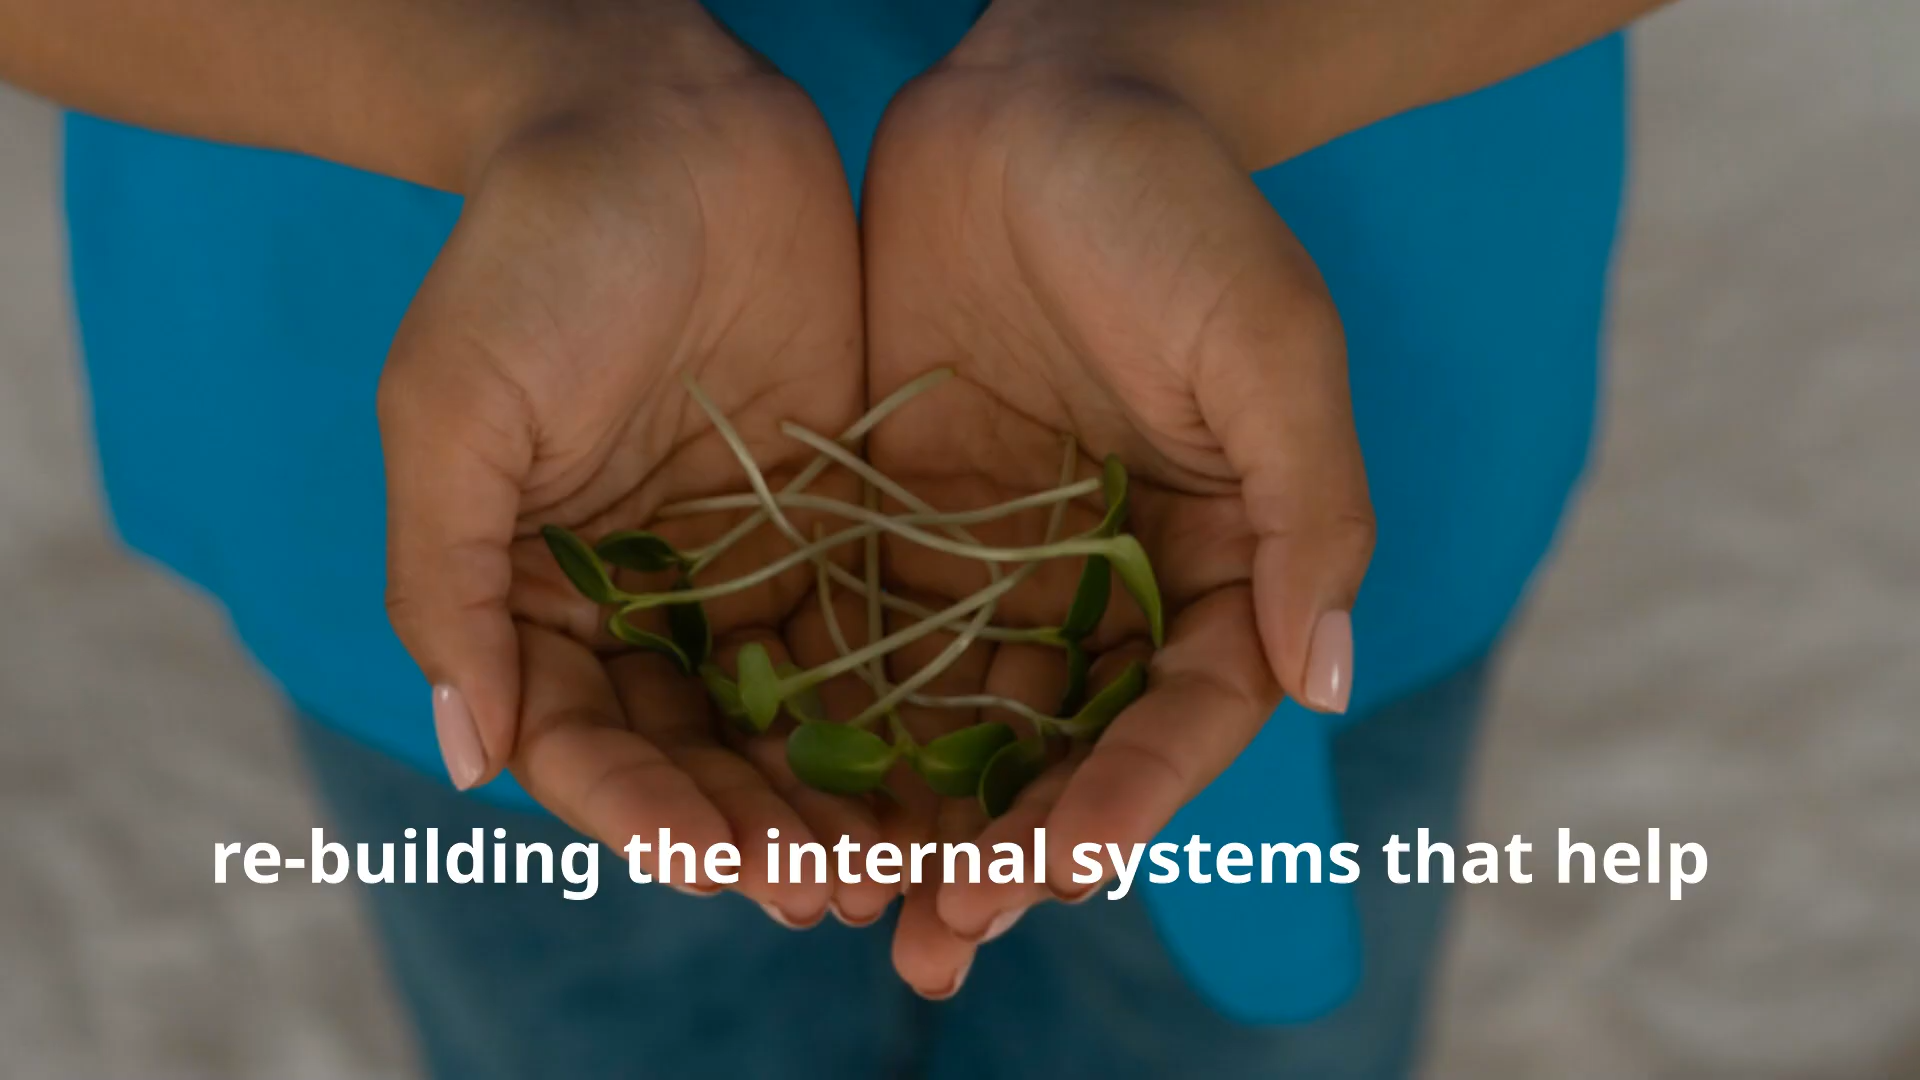 re-building the internal systems that help